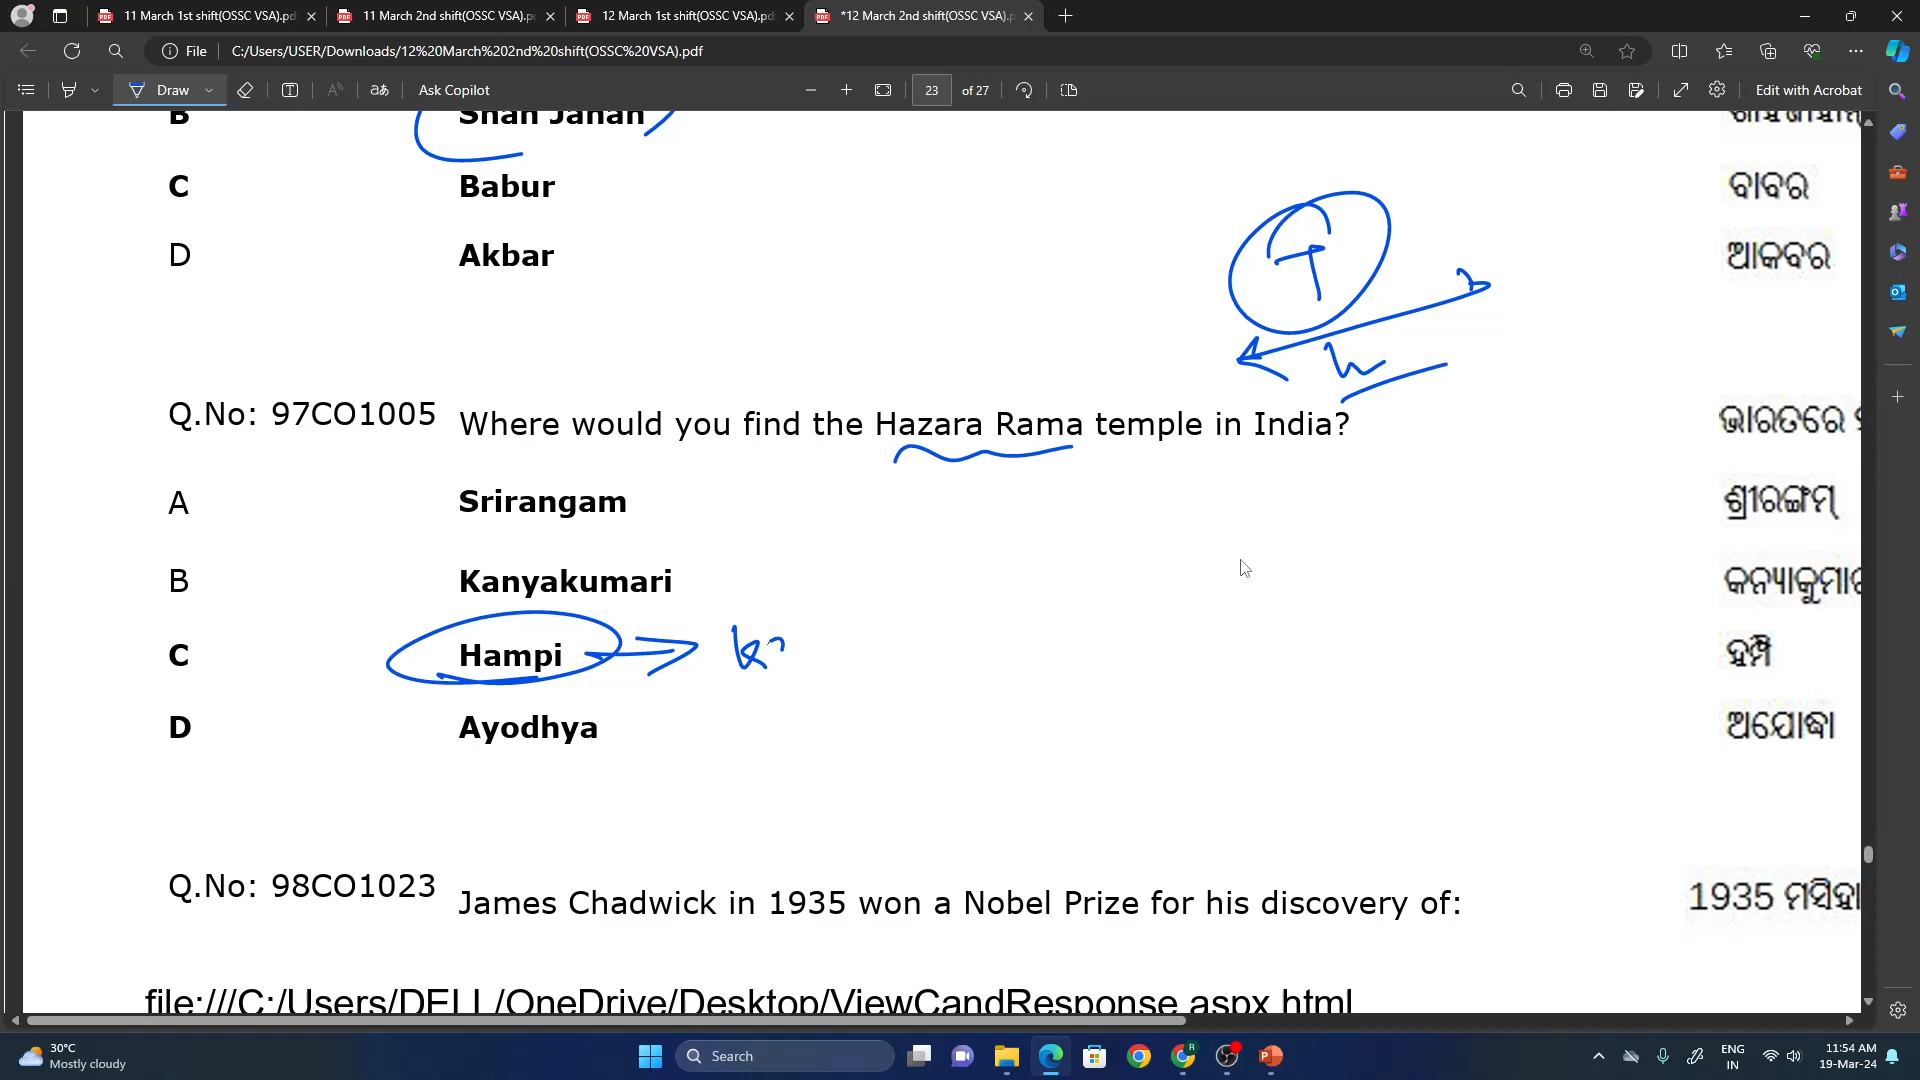 11 March 1st shift(OSSC VSA).pd
11 March 2nd shift(OSSC VSA).pd
12 March 1st shift(OSSC VSA).pd
*12 March 2nd shift(OSSC VSA).p
File
C:/Users/USER/Downloads/12%20March%202nd%20shift(OSSC%20VSA).pdf
Draw
Ask Copilot
23 of 27
Edit with Acrobat
B Shah Jahan
C Babur ବାବର
D Akbar ଆକବର
T
Q.No: 97CO1005 Where would you find the Hazara Rama temple in India? ଭାରତରେ
A Srirangam ଶ୍ରୀରଙ୍ଗମ୍
B Kanyakumari
C Hampi ହମ୍ପି
D Ayodhya ଅଯୋଧ୍ୟା
Q.No: 98CO1023 James Chadwick in 1935 won a Nobel Prize for his discovery of: 1935 ମସିହା
file:///C:/Users/DELL/OneDrive/Desktop/ViewCandResponse.aspx.html
30°C
Mostly cloudy
Search
ENG
IN
11:54 AM
19-Mar-24